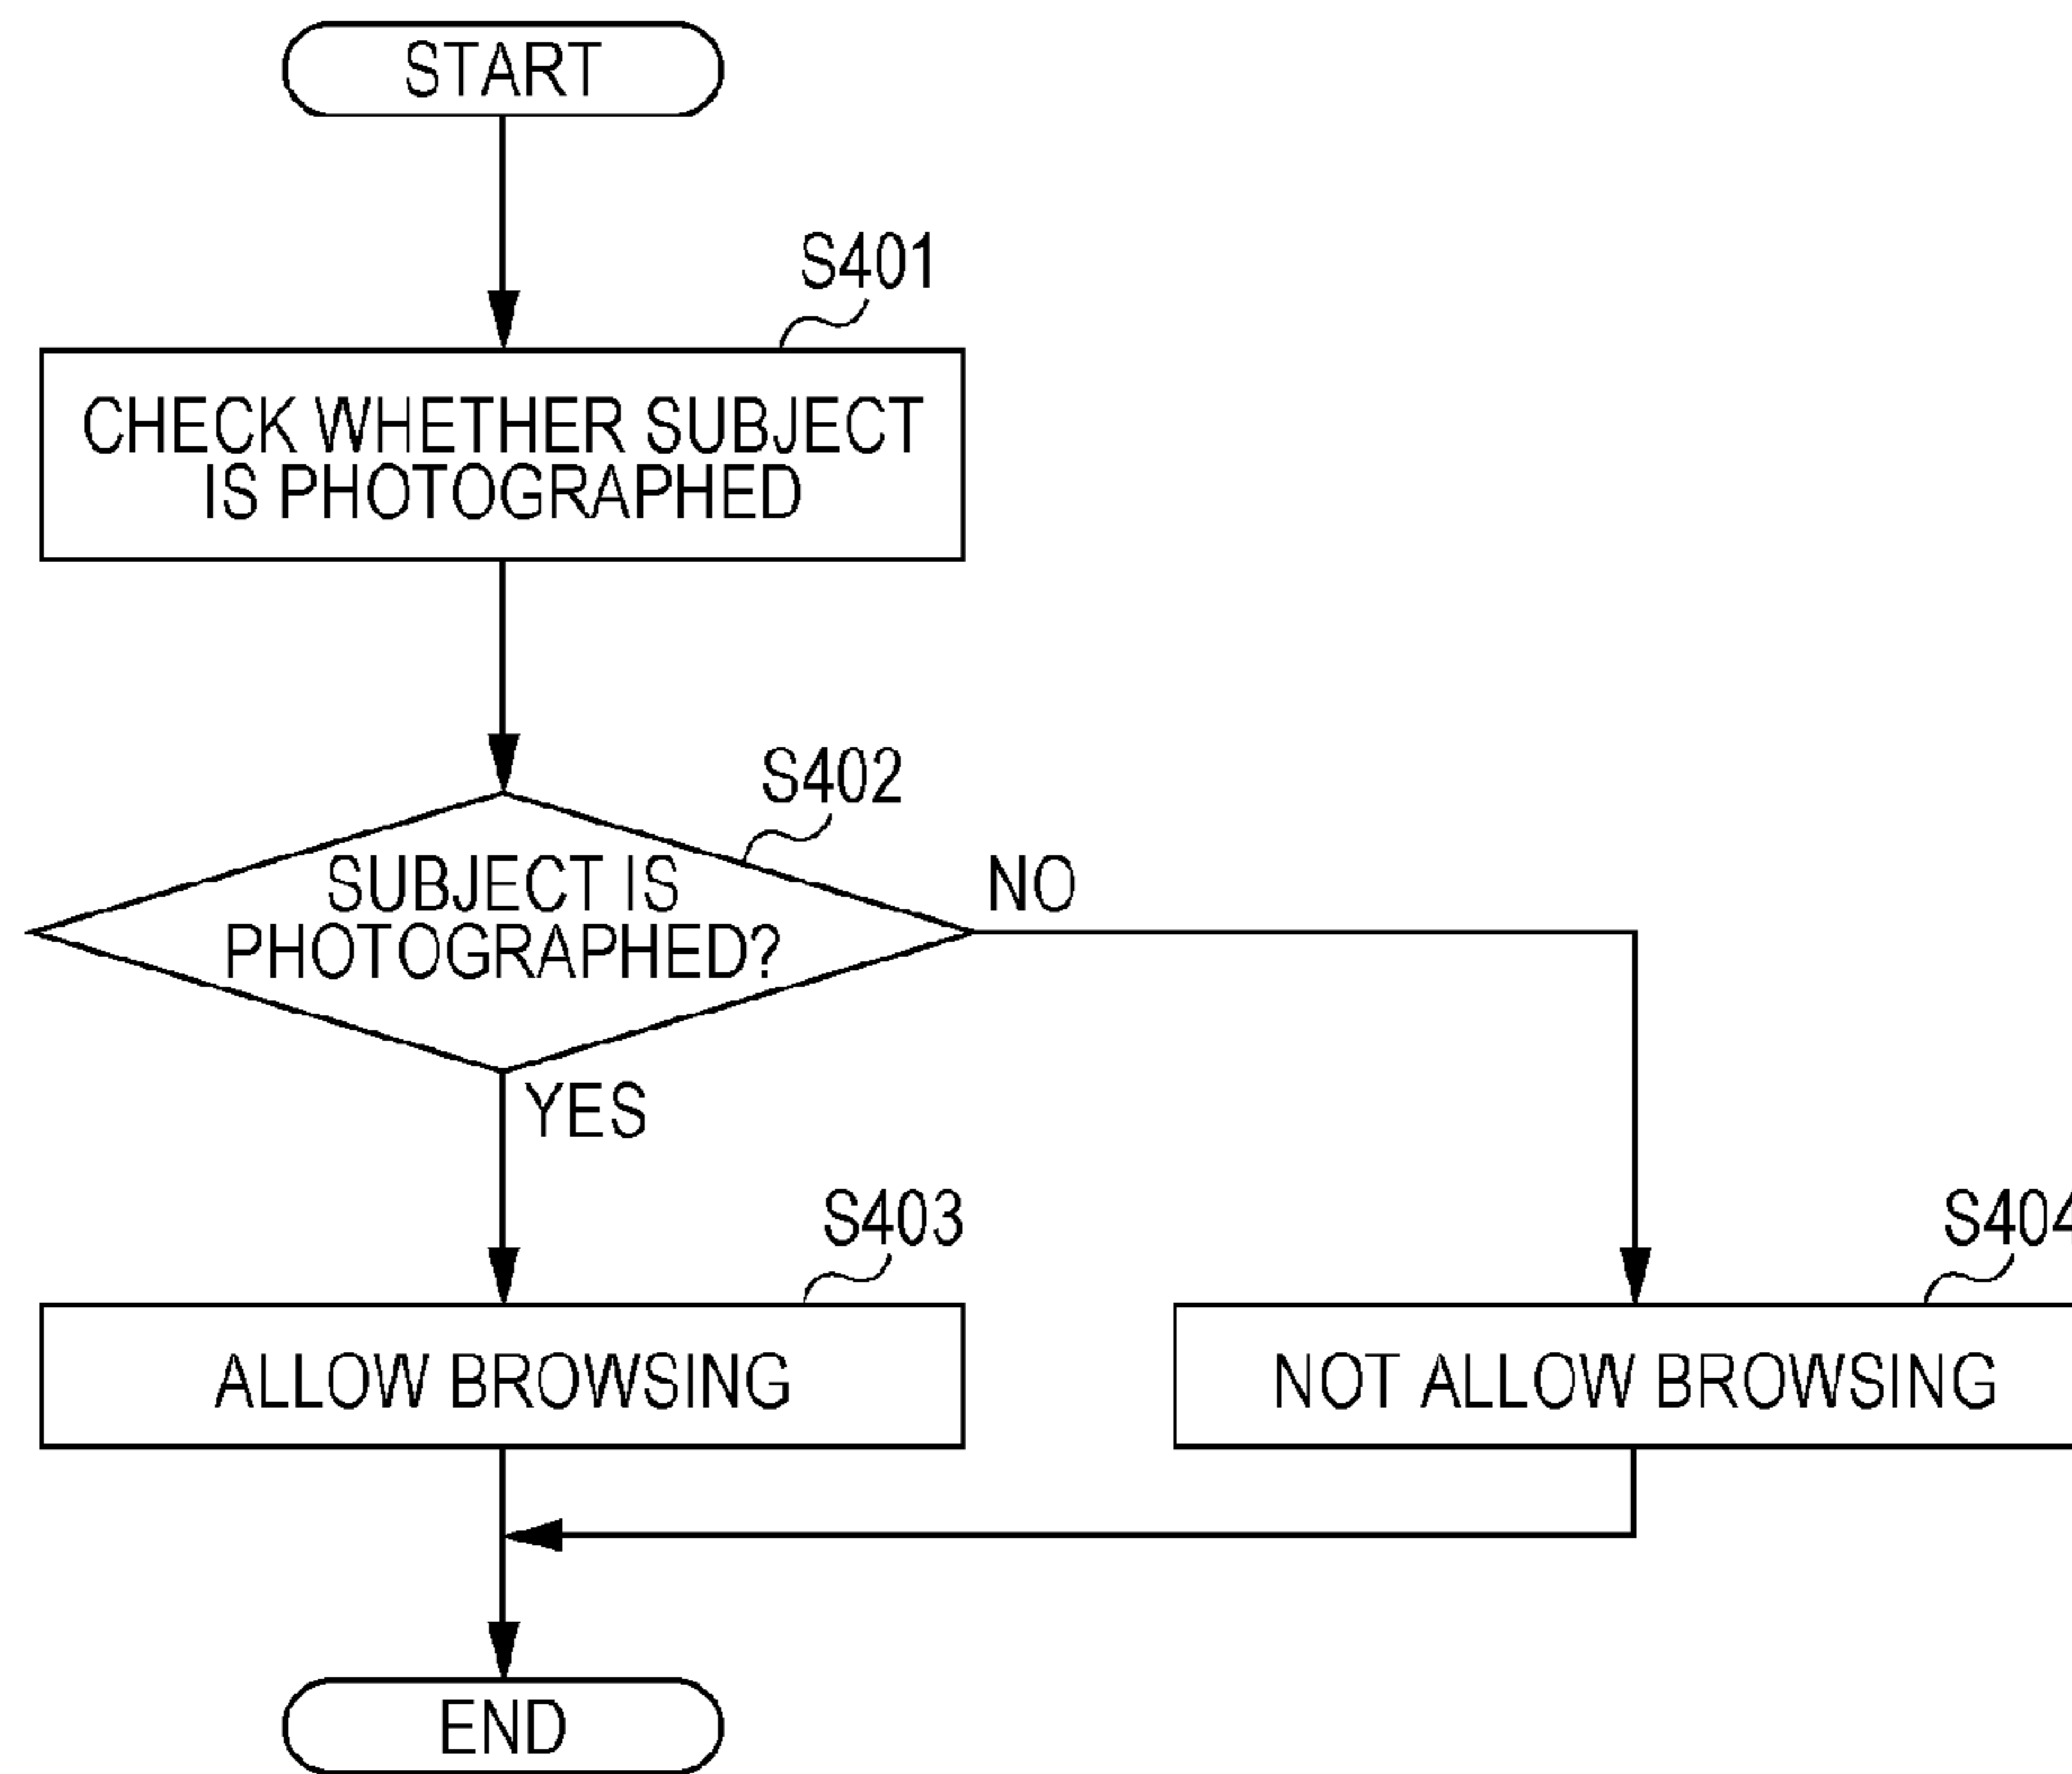 START
S401
CHECK WHETHER SUBJECT
IS PHOTOGRAPHED
S402
SUBJECT IS
PHOTOGRAPHED?
NO
YES
S403
ALLOW BROWSING
S404
NOT ALLOW BROWSING
END